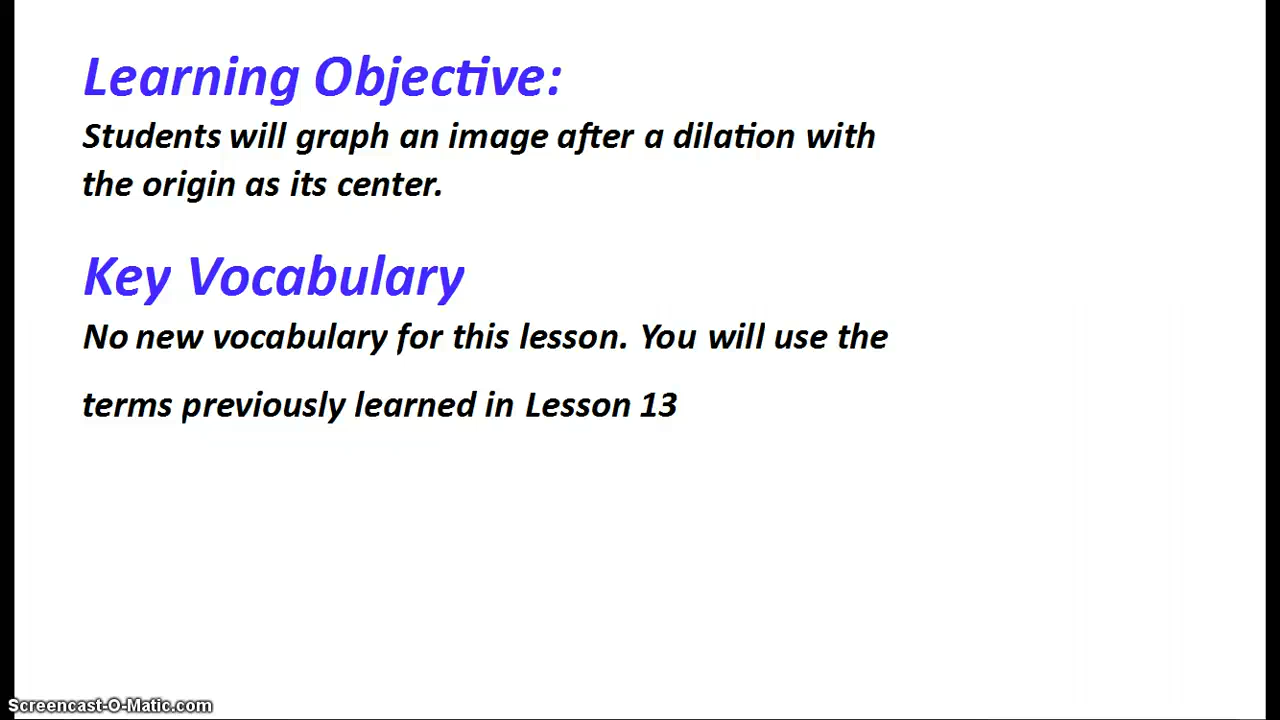 Learning Objective:
Students will graph an image after a dilation with
the origin as its center.
Key Vocabulary
No new vocabulary for this lesson. You will use the
terms previously learned in Lesson 13
Screencast-O-Matic.com